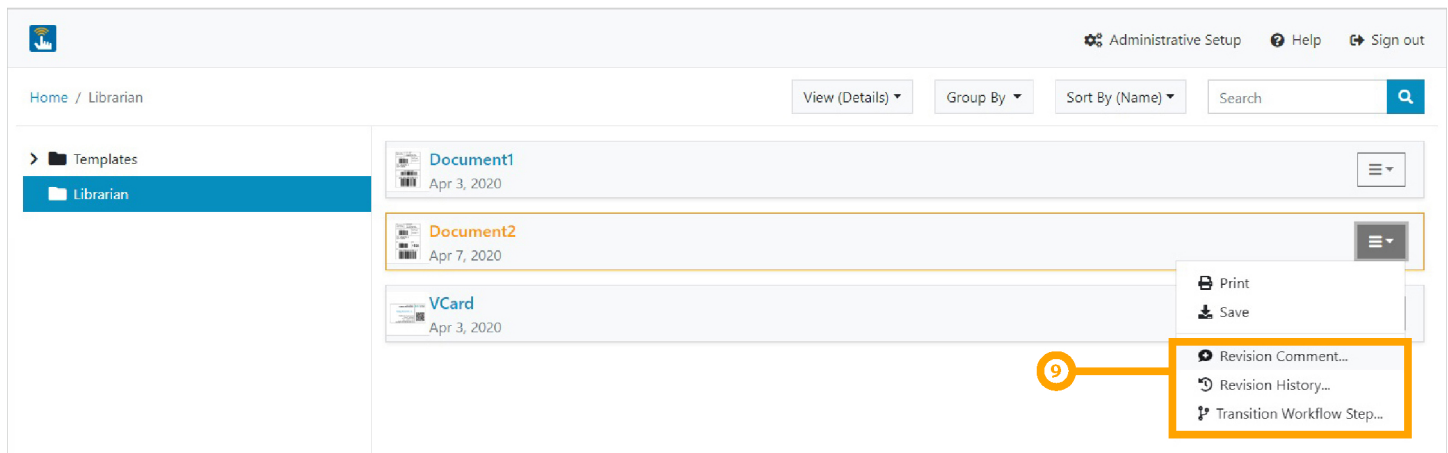 Administrative Setup Help Sign out
Home / Librarian View (Details) Group By Sort By (Name) Search
Templates
Librarian
Document1
Apr 3, 2020
Document2
Apr 7, 2020
Print
Save
VCard
Apr 3, 2020
Revision Comment...
9
Revision History...
Transition Workflow Step...